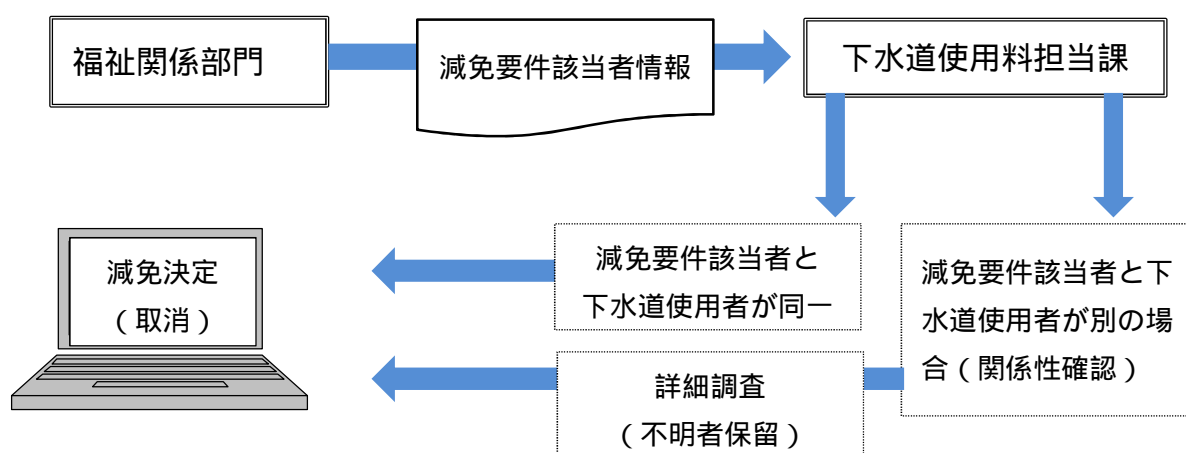 福祉関係部門
減免要件該当者情報
下水道使用料担当課
減免決定
（取消）
減免要件該当者と
下水道使用者が同一
減免要件該当者と下
水道使用者が別の場
合（関係性確認）
詳細調査
（不明者保留）